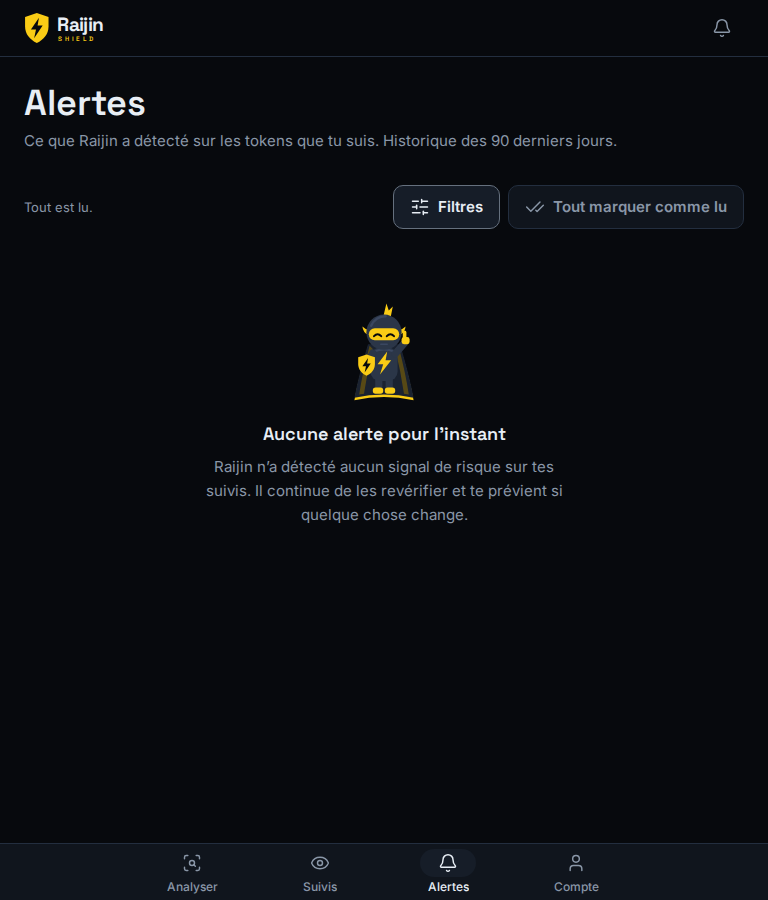 Raijin
SHIELD
Alertes
Ce que Raijin a détecté sur les tokens que tu suis. Historique des 90 derniers jours.
Tout est lu.
Filtres
Tout marquer comme lu
Aucune alerte pour l’instant
Raijin n’a détecté aucun signal de risque sur tes
suivis. Il continue de les revérifier et te prévient si
quelque chose change.
Analyser
Suivis
Alertes
Compte